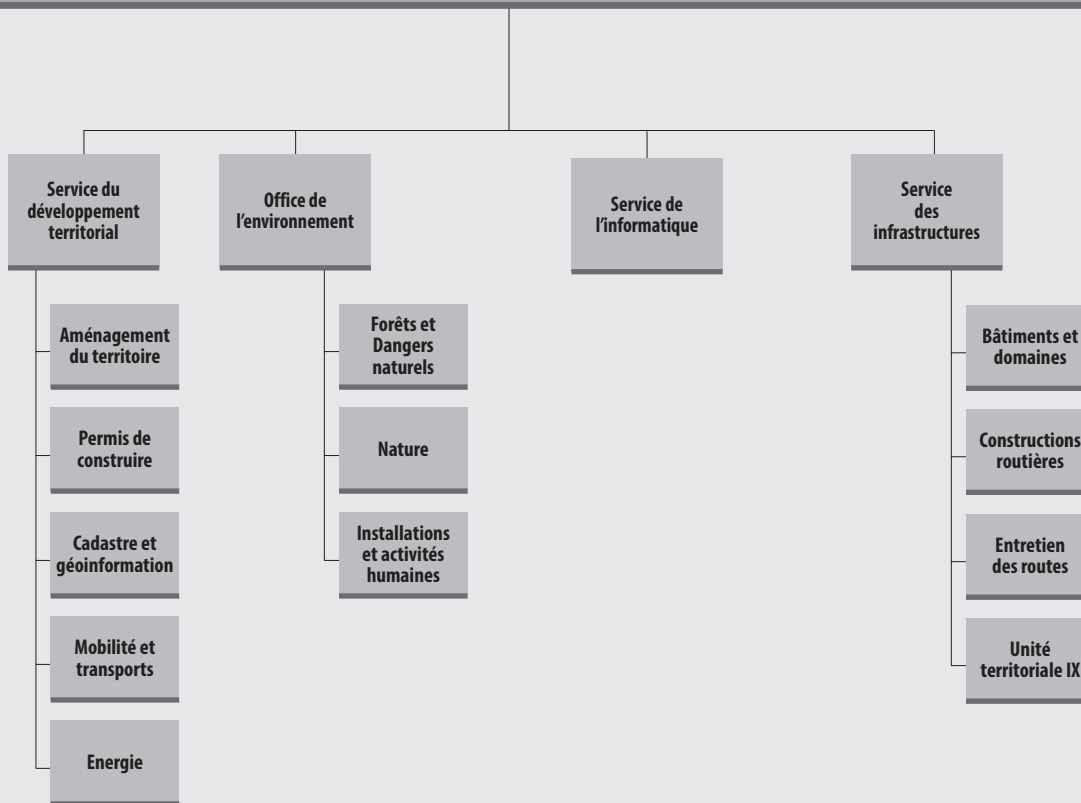 Service du
développement
territorial
Office de
l'environnement
Service de
l'informatique
Service
des
infrastructures
Aménagement
du territoire
Permis de
construire
Cadastre et
géoinformation
Mobilité et
transports
Energie
Forêts et
Dangers
naturels
Nature
Installations
et activités
humaines
Bâtiments et
domaines
Constructions
routières
Entretien
des routes
Unité
territoriale IX